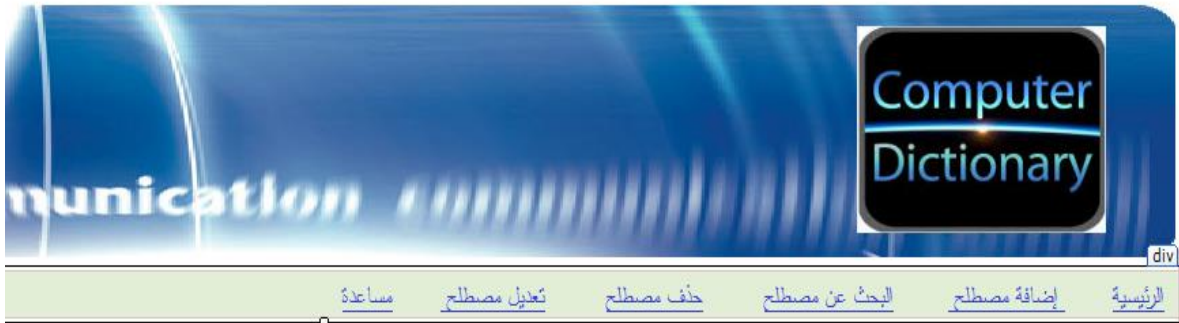 Computer
Dictionary
munication
div
الرئيسية إضافة مصطلح البحث عن مصطلح حذف مصطلح تعديل مصطلح مساعدة